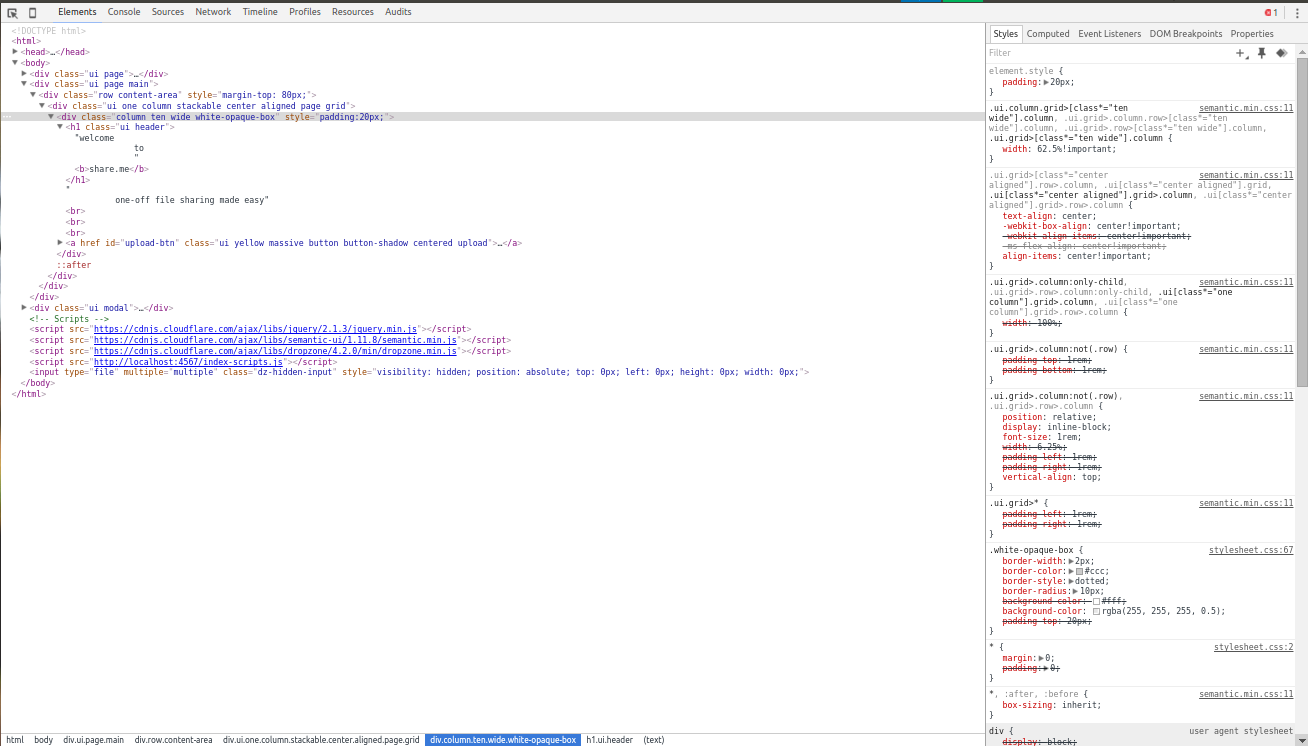 Elements Console Sources Network Timeline Profiles Resources Audits 1
<!DOCTYPE html>
<html>
<head>…</head>
<body>
<div class="ui page">…</div>
<div class="ui page main">
<div class="row content-area" style="margin-top: 80px;">
<div class="ui one column stackable center aligned page grid">
<div class="column ten wide white-opaque-box" style="padding:20px;">
<h1 class="ui header">
"welcome
to
"
<b>share.me</b>
</h1>
"
one-off file sharing made easy"
<br>
<br>
<br>
<a href id="upload-btn" class="ui yellow massive button button-shadow centered upload">…</a>
</div>
::after
</div>
</div>
</div>
<div class="ui modal">…</div>
<!-- Scripts -->
<script src="https://cdnjs.cloudflare.com/ajax/libs/jquery/2.1.3/jquery.min.js"></script>
<script src="https://cdnjs.cloudflare.com/ajax/libs/semantic-ui/1.11.8/semantic.min.js"></script>
<script src="https://cdnjs.cloudflare.com/ajax/libs/dropzone/4.2.0/min/dropzone.min.js"></script>
<script src="http://localhost:4567/index-scripts.js"></script>
<input type="file" multiple="multiple" class="dz-hidden-input" style="visibility: hidden; position: absolute; top: 0px; left: 0px; height: 0px; width: 0px;">
</body>
</html>
html body div.ui.page.main div.row.content-area div.ui.one.column.stackable.center.aligned.page.grid div.column.ten.wide.white-opaque-box h1.ui.header (text)
Styles Computed Event Listeners DOM Breakpoints Properties
Filter
element.style {
padding: 20px;
}
.ui.column.grid>[class*="ten semantic.min.css:11
wide"].column, .ui.grid>.column.row>[class*="ten
wide"].column, .ui.grid>.row>[class*="ten wide"].column,
.ui.grid>[class*="ten wide"].column {
width: 62.5%!important;
}
.ui.grid>[class*="center semantic.min.css:11
aligned"].row>.column, .ui[class*="center aligned"].grid,
.ui[class*="center aligned"].grid>.column, .ui[class*="center
aligned"].grid>.row>.column {
text-align: center;
-webkit-box-align: center!important;
-webkit-align-items: center!important;
-ms-flex-align: center!important;
align-items: center!important;
}
.ui.grid>.column:only-child, semantic.min.css:11
.ui.grid>.row>.column:only-child, .ui[class*="one
column"].grid>.column, .ui[class*="one
column"].grid>.row>.column {
width: 100%;
}
.ui.grid>.column:not(.row) { semantic.min.css:11
padding-top: 1rem;
padding-bottom: 1rem;
}
.ui.grid>.column:not(.row), semantic.min.css:11
.ui.grid>.row>.column {
position: relative;
display: inline-block;
font-size: 1rem;
width: 6.25%;
padding-left: 1rem;
padding-right: 1rem;
vertical-align: top;
}
.ui.grid>* { semantic.min.css:11
padding-left: 1rem;
padding-right: 1rem;
}
.white-opaque-box { stylesheet.css:67
border-width: 2px;
border-color: #ccc;
border-style: dotted;
border-radius: 10px;
background-color: #fff;
background-color: rgba(255, 255, 255, 0.5);
padding-top: 20px;
}
* { stylesheet.css:2
margin: 0;
padding: 0;
}
*, :after, :before { semantic.min.css:11
box-sizing: inherit;
}
div { user agent stylesheet
display: block;